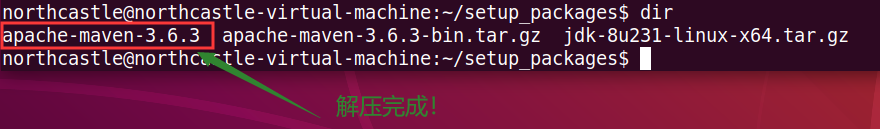 northcastle@northcastle-virtual-machine:~/setup_packages$ dir
apache-maven-3.6.3  apache-maven-3.6.3-bin.tar.gz  jdk-8u231-linux-x64.tar.gz
northcastle@northcastle-virtual-machine:~/setup_packages$
解压完成!